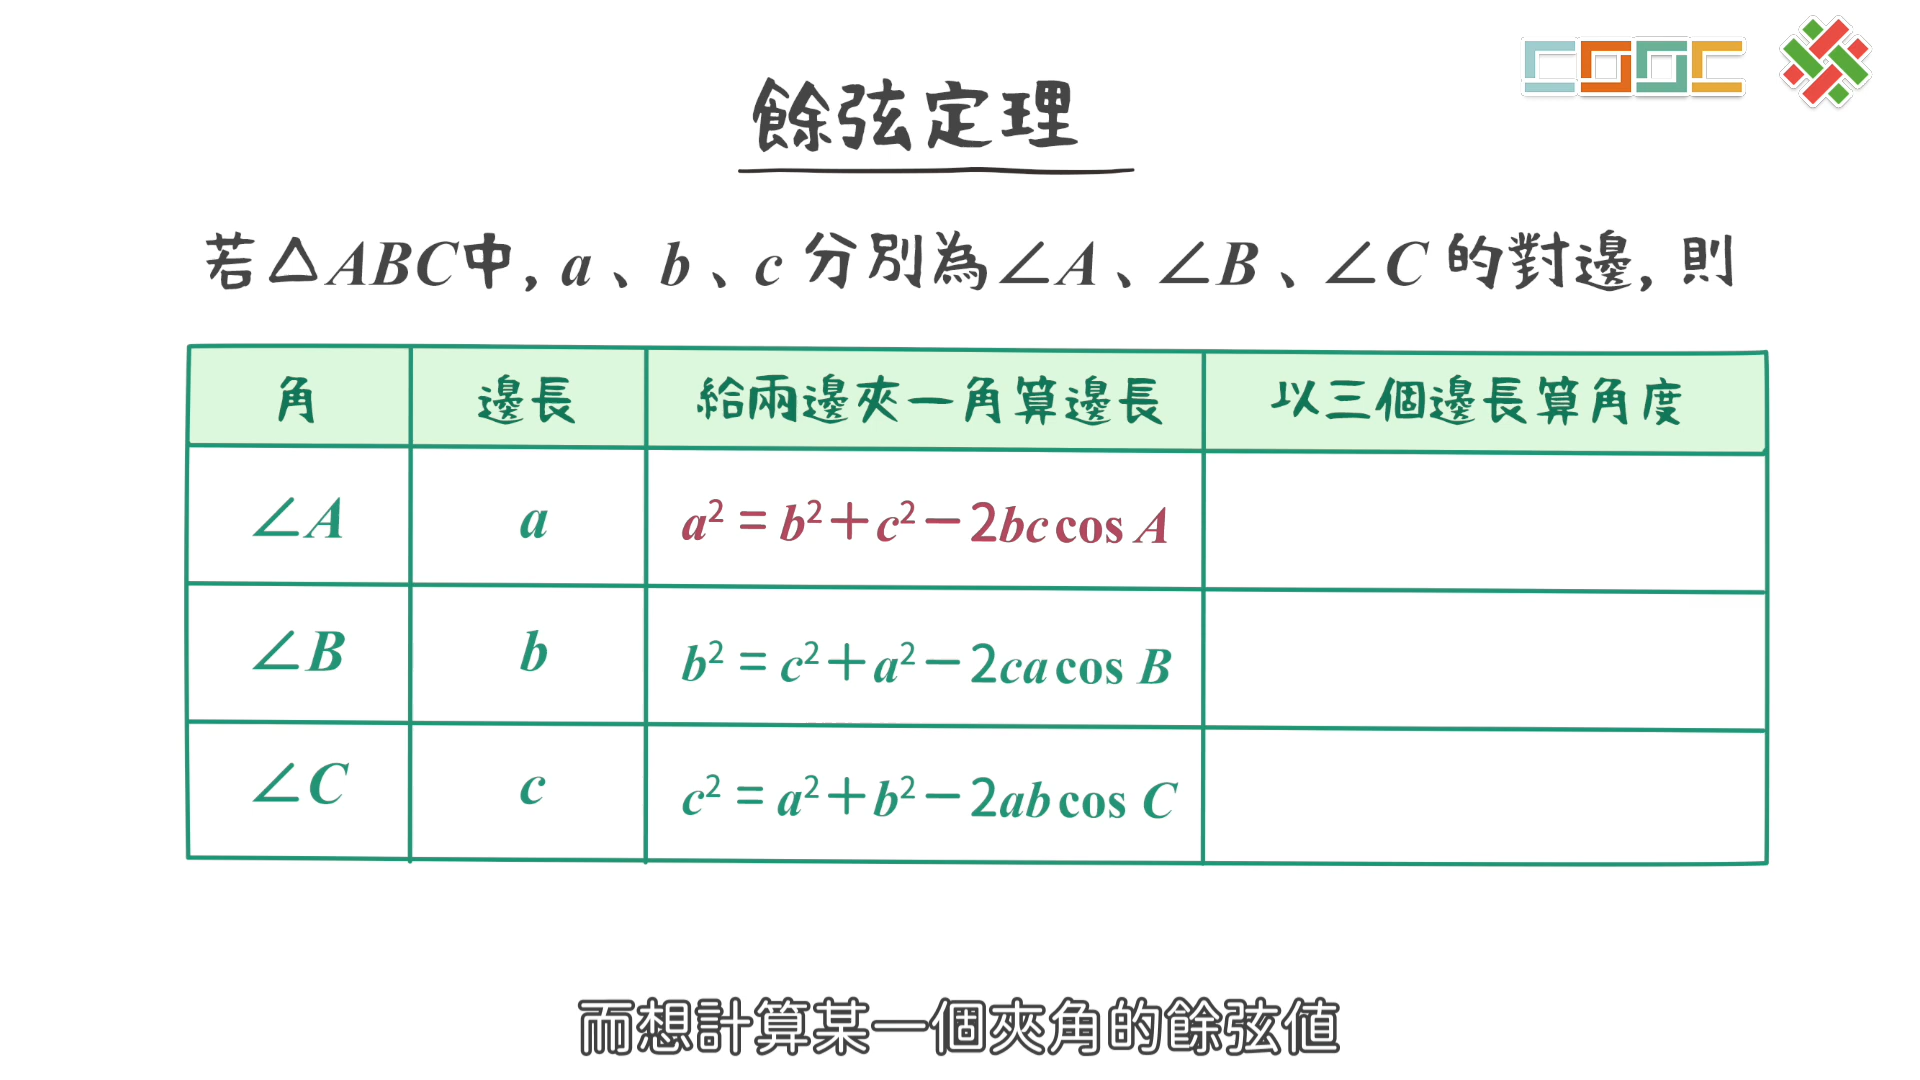 COOC
餘弦定理
若△ABC中, a、b、c 分別為∠A、∠B、∠C 的對邊, 則
角 邊長 給兩邊夾一角算邊長 以三個邊長算角度
∠A a a² = b² + c² − 2bc cos A
∠B b b² = c² + a² − 2ca cos B
∠C c c² = a² + b² − 2ab cos C
而想計算某一個夾角的餘弦值